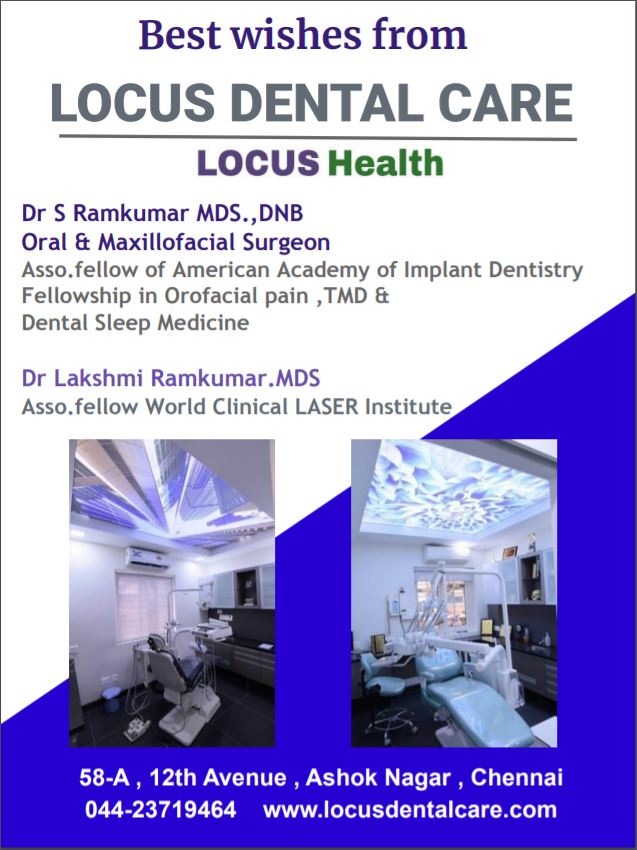 Best wishes from
LOCUS DENTAL CARE
LOCUS Health
Dr S Ramkumar MDS.,DNB
Oral & Maxillofacial Surgeon
Asso.fellow of American Academy of Implant Dentistry
Fellowship in Orofacial pain ,TMD &
Dental Sleep Medicine
Dr Lakshmi Ramkumar.MDS
Asso.fellow World Clinical LASER Institute
58-A , 12th Avenue , Ashok Nagar , Chennai
044-23719464 www.locusdentalcare.com